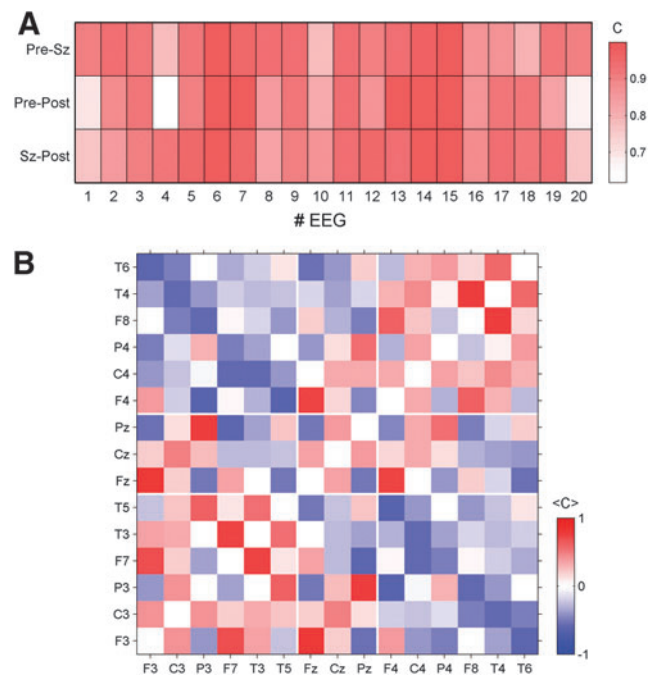 A
C
Pre-Sz
Pre-Post
Sz-Post
0.9
0.8
0.7
1 2 3 4 5 6 7 8 9 10 11 12 13 14 15 16 17 18 19 20
# EEG
B
T6
T4
F8
P4
C4
F4
Pz
Cz
Fz
T5
T3
F7
P3
C3
F3
<C>
1
0
-1
F3 C3 P3 F7 T3 T5 Fz Cz Pz F4 C4 P4 F8 T4 T6